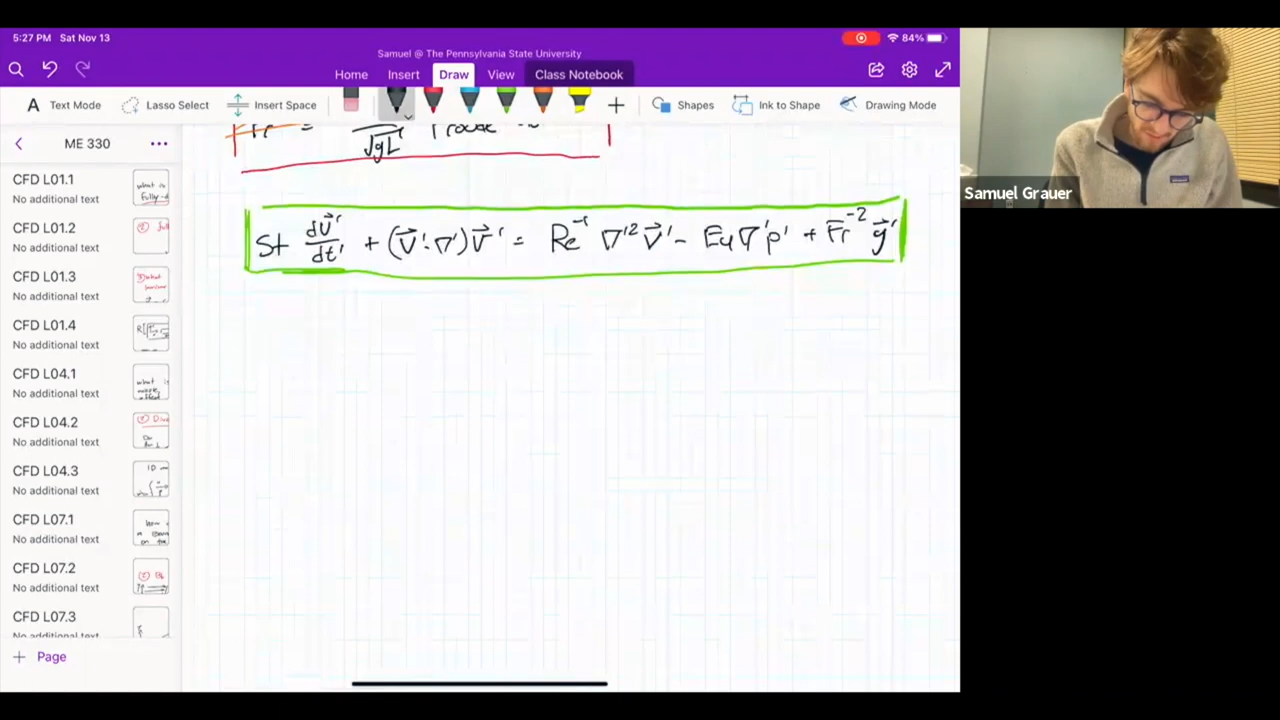 5:27 PM Sat Nov 13
84%
Samuel @ The Pennsylvania State University
Home Insert Draw View Class Notebook
Text Mode Lasso Select Insert Space Shapes Ink to Shape Drawing Mode
ME 330
CFD L01.1
No additional text
CFD L01.2
No additional text
CFD L01.3
No additional text
CFD L01.4
No additional text
CFD L04.1
No additional text
CFD L04.2
No additional text
CFD L04.3
No additional text
CFD L07.1
No additional text
CFD L07.2
No additional text
CFD L07.3
No additional text
Page
Fr = √gL
St dV⃗'/dt' + (V⃗'·∇')V⃗' = Re⁻¹ ∇'² V⃗' - Eu∇'p' + Fr⁻² g⃗'
Samuel Grauer